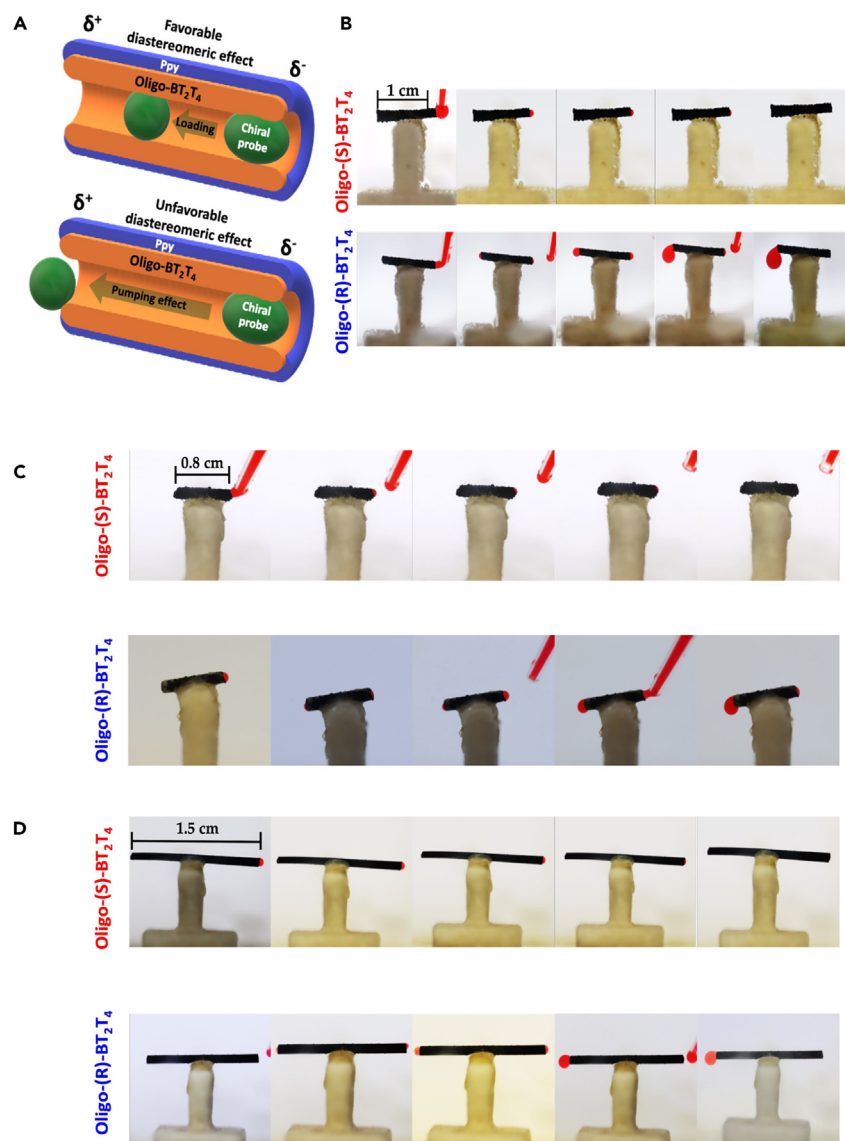 A
δ⁺
Favorable
diastereomeric effect
δ⁻
Ppy
Oligo-BT₂T₄
Loading
Chiral
probe
δ⁺
Unfavorable
diastereomeric effect
δ⁻
Ppy
Oligo-BT₂T₄
Pumping effect
Chiral
probe
B
Oligo-(S)-BT₂T₄
1 cm
Oligo-(R)-BT₂T₄
C
Oligo-(S)-BT₂T₄
0.8 cm
Oligo-(R)-BT₂T₄
D
Oligo-(S)-BT₂T₄
1.5 cm
Oligo-(R)-BT₂T₄